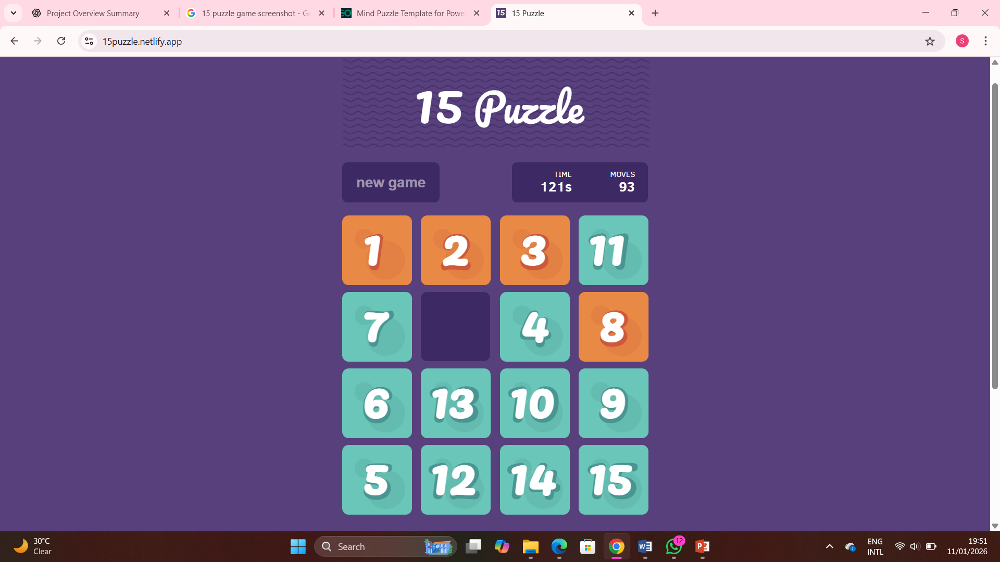 Project Overview Summary
15 puzzle game screenshot - Go
Mind Puzzle Template for Powe
15 15 Puzzle
15puzzle.netlify.app
S
15 Puzzle
new game
TIME
121s
MOVES
93
1 2 3 11
7 4 8
6 13 10 9
5 12 14 15
30°C
Clear
Search
12
ENG
INTL
19:51
11/01/2026